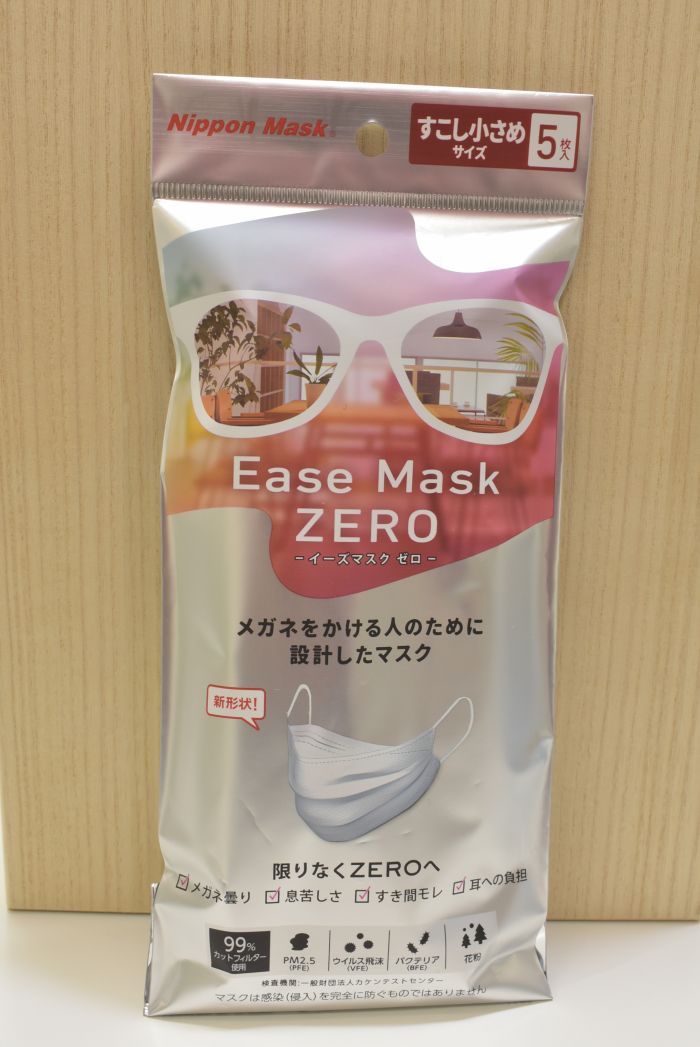 Nippon Mask
すこし小さめ
サイズ
5枚入
Ease Mask
ZERO
-イーズマスク ゼロ-
メガネをかける人のために
設計したマスク
新形状!
限りなくZEROへ
メガネ曇り 息苦しさ すき間モレ 耳への負担
99%
カットフィルター
使用
PM2.5
(PFE)
ウイルス飛沫
(VFE)
バクテリア
(BFE)
花粉
検査機関:一般財団法人カケンテストセンター
マスクは感染(侵入)を完全に防ぐものではありません